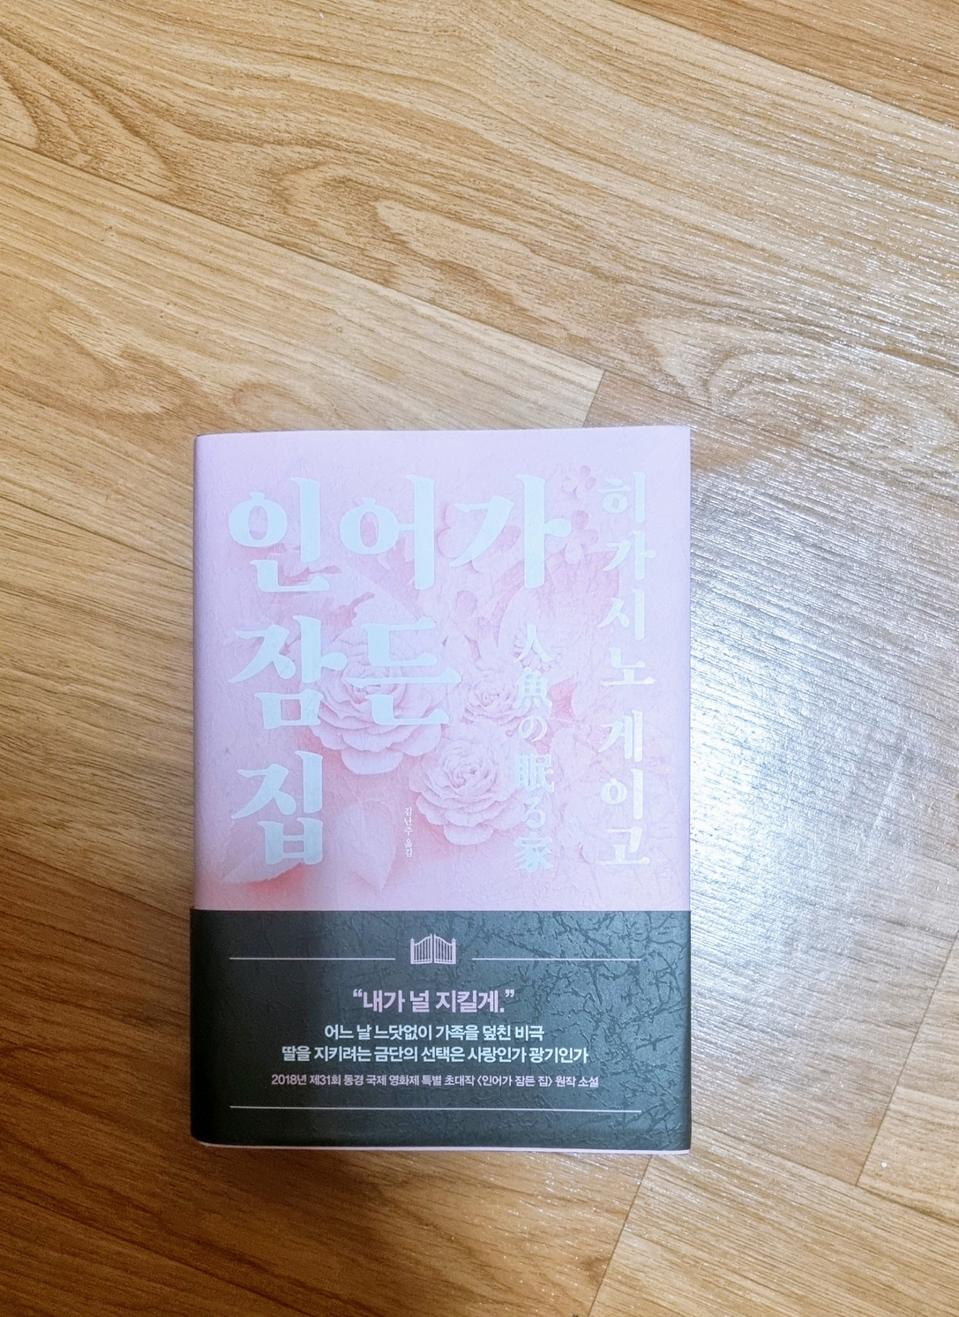 인어가
잠든
집
히가시노 게이고
人魚の眠る家
김난주 옮김
“내가 널 지킬게.”
어느 날 느닷없이 가족을 덮친 비극
딸을 지키려는 금단의 선택은 사랑인가 광기인가
2018년 제31회 동경 국제 영화제 특별 초대작 〈인어가 잠든 집〉 원작 소설